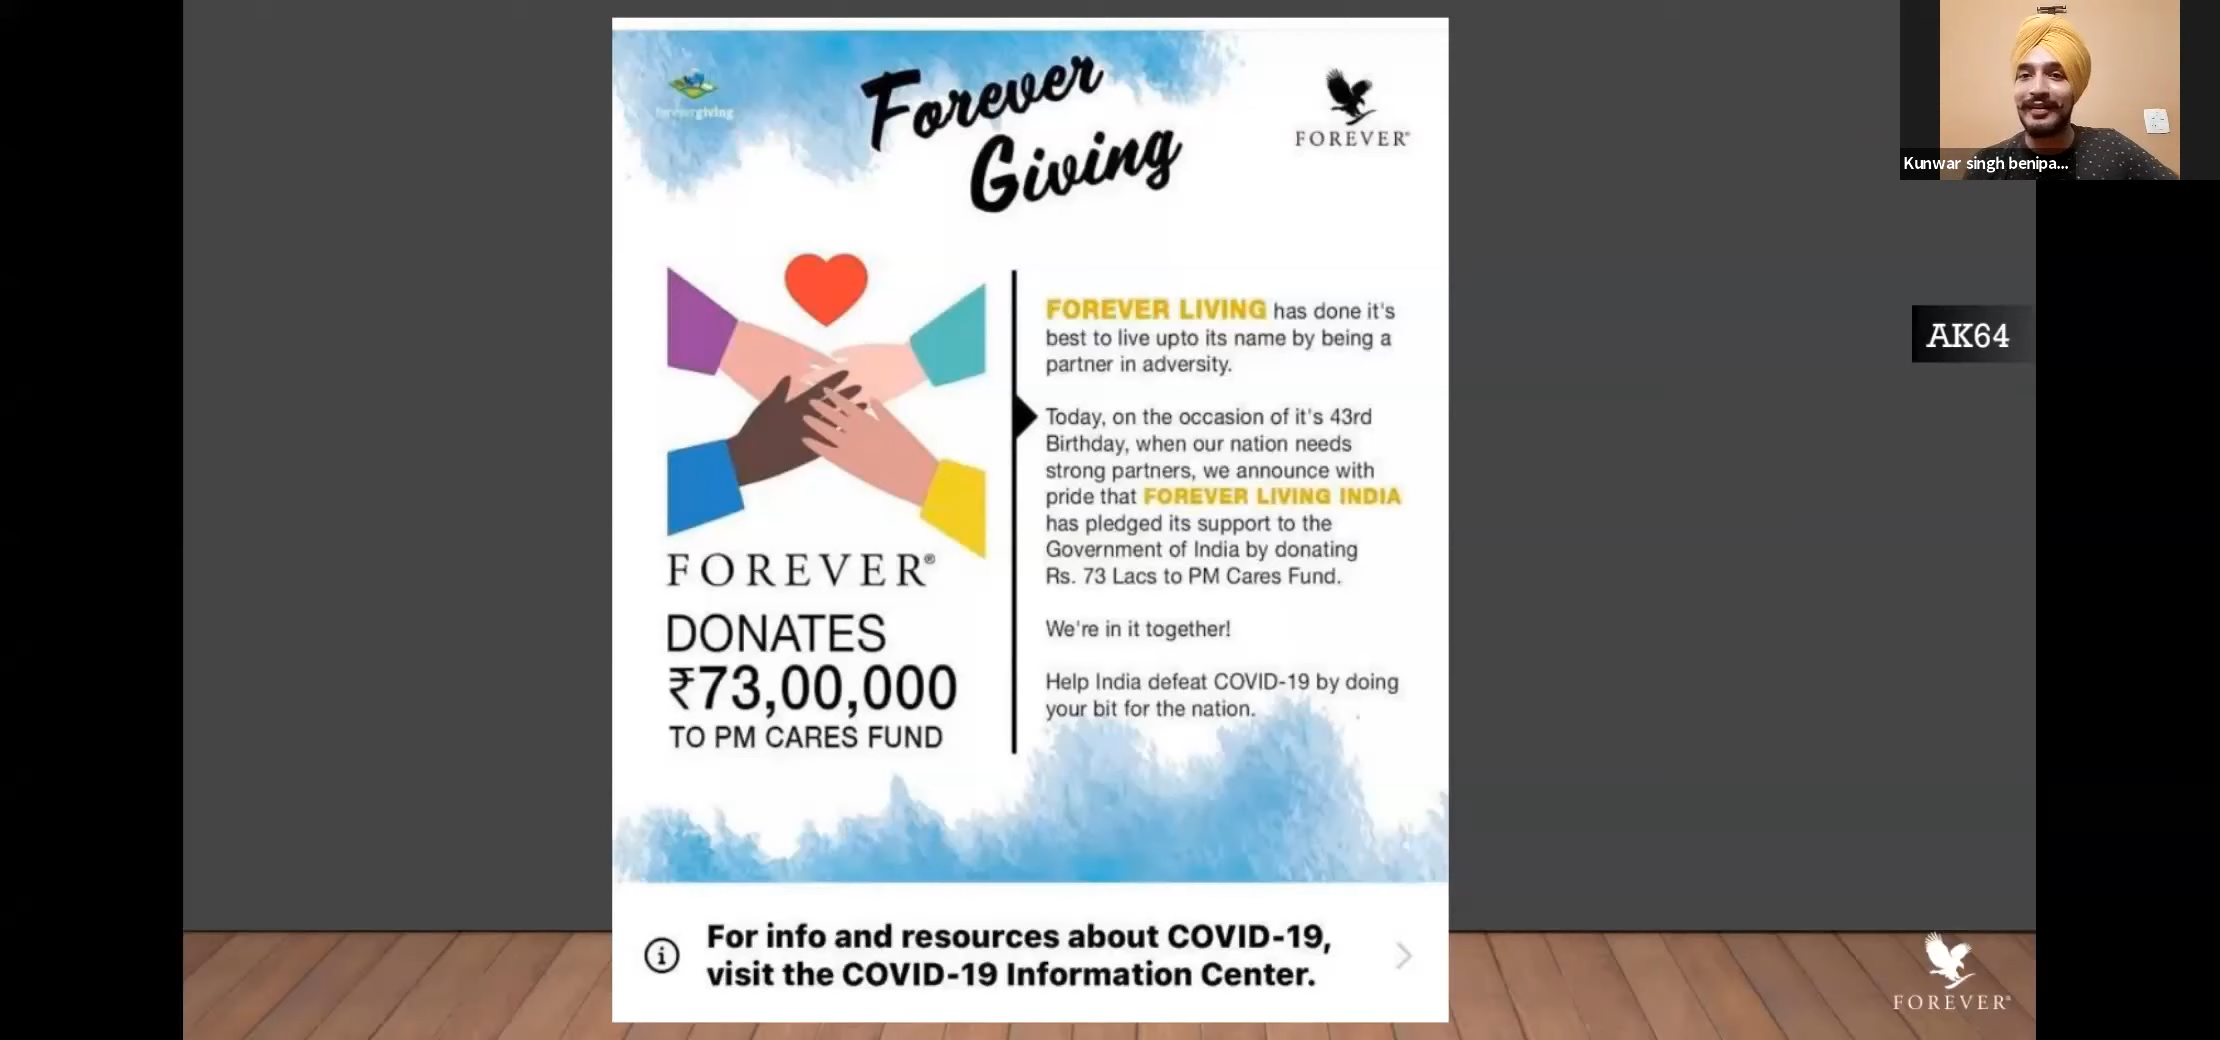 forevergiving
Forever
Giving
FOREVER®
Kunwar singh benipa...
AK64
FOREVER LIVING has done it's
best to live upto its name by being a
partner in adversity.
Today, on the occasion of it's 43rd
Birthday, when our nation needs
strong partners, we announce with
pride that FOREVER LIVING INDIA
has pledged its support to the
Government of India by donating
Rs. 73 Lacs to PM Cares Fund.
We're in it together!
Help India defeat COVID-19 by doing
your bit for the nation.
FOREVER®
DONATES
₹73,00,000
TO PM CARES FUND
For info and resources about COVID-19,
visit the COVID-19 Information Center.
FOREVER®